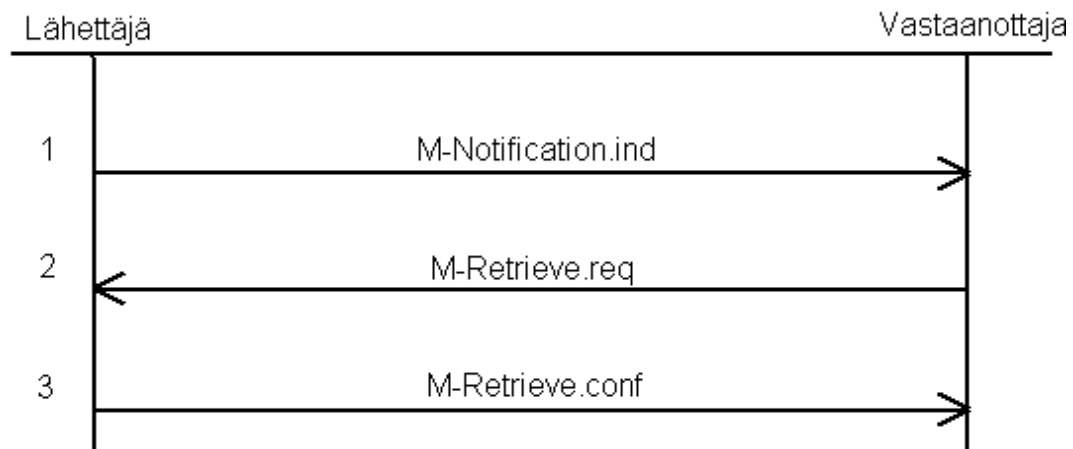 Lähettäjä
Vastaanottaja
1
M-Notification.ind
2
M-Retrieve.req
3
M-Retrieve.conf